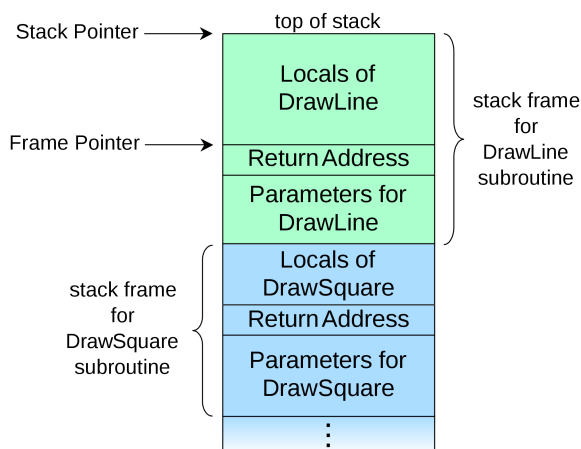 top of stack
Stack Pointer
Locals of
DrawLine
stack frame
for
DrawLine
subroutine
Frame Pointer
Return Address
Parameters for
DrawLine
Locals of
DrawSquare
stack frame
for
DrawSquare
subroutine
Return Address
Parameters for
DrawSquare
⋮